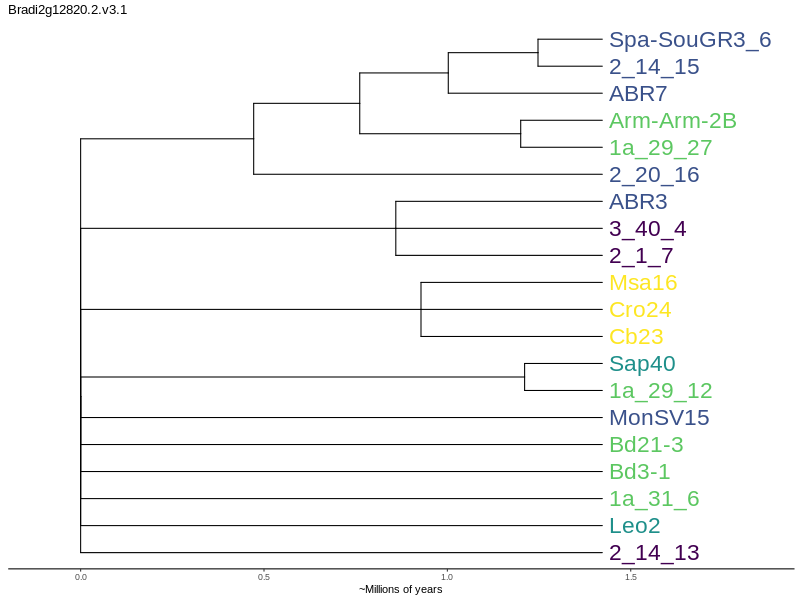 Bradi2g12820.2.v3.1
Spa-SouGR3_6
2_14_15
ABR7
Arm-Arm-2B
1a_29_27
2_20_16
ABR3
3_40_4
2_1_7
Msa16
Cro24
Cb23
Sap40
1a_29_12
MonSV15
Bd21-3
Bd3-1
1a_31_6
Leo2
2_14_13
0.0 0.5 1.0 1.5
~Millions of years